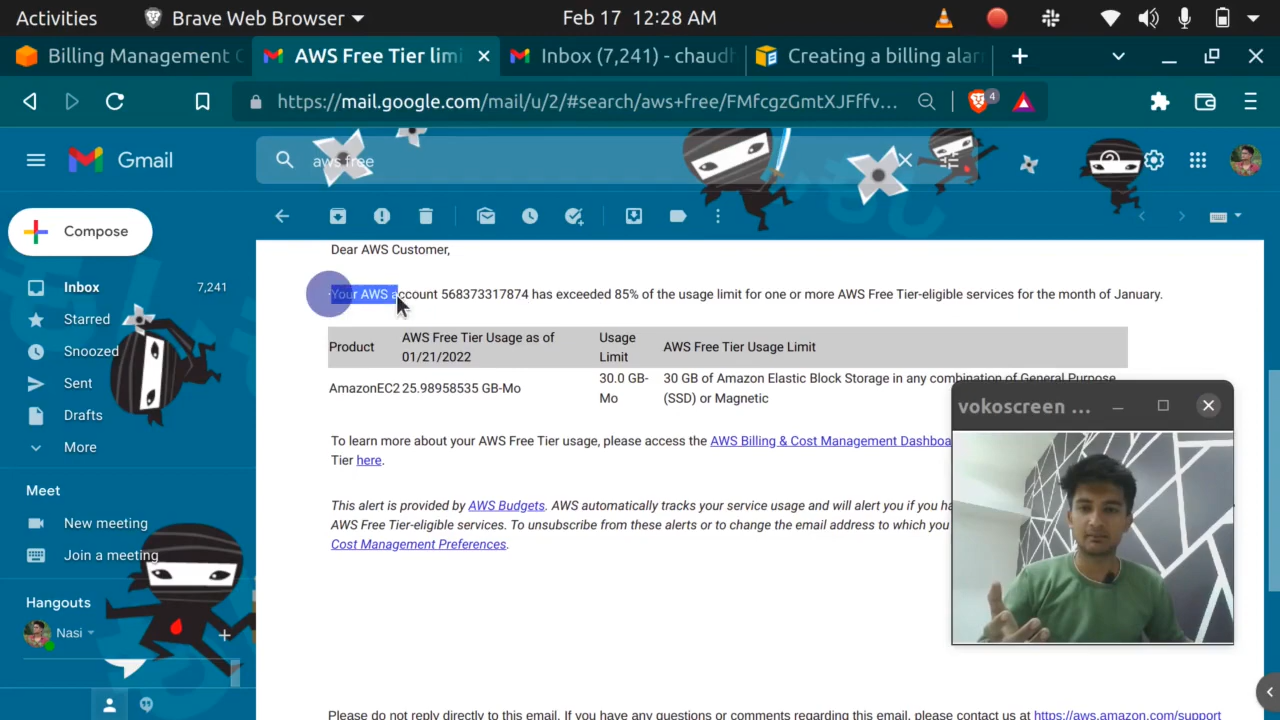 Activities
Brave Web Browser
Feb 17 12:28 AM
Billing Management C
AWS Free Tier limi
Inbox (7,241) - chaudh
Creating a billing alar
https://mail.google.com/mail/u/2/#search/aws+free/FMfcgzGmtXJFffv...
4
Gmail
aws free
Compose
Inbox
7,241
Starred
Snoozed
Sent
Drafts
More
Meet
New meeting
Join a meeting
Hangouts
Nasi
Dear AWS Customer,
Your AWS account 568373317874 has exceeded 85% of the usage limit for one or more AWS Free Tier-eligible services for the month of January.
Product
AWS Free Tier Usage as of
01/21/2022
Usage
Limit
AWS Free Tier Usage Limit
AmazonEC2
25.98958535 GB-Mo
30.0 GB-
Mo
30 GB of Amazon Elastic Block Storage in any combination of General Purpose
(SSD) or Magnetic
To learn more about your AWS Free Tier usage, please access the AWS Billing & Cost Management Dashboa
Tier here.
This alert is provided by AWS Budgets. AWS automatically tracks your service usage and will alert you if you ha
AWS Free Tier-eligible services. To unsubscribe from these alerts or to change the email address to which you
Cost Management Preferences.
vokoscreen ...
Please do not reply directly to this email. If you have any questions or comments regarding this email, please contact us at https://aws.amazon.com/support